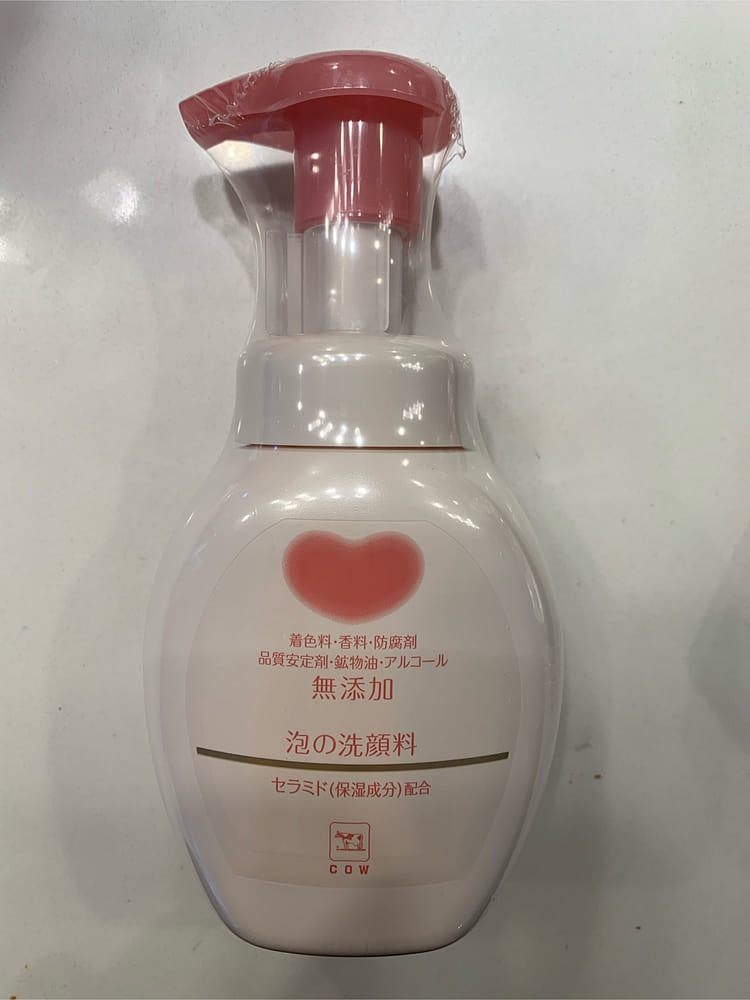 着色料・香料・防腐剤
品質安定剤・鉱物油・アルコール
無添加
泡の洗顔料
セラミド(保湿成分)配合
COW